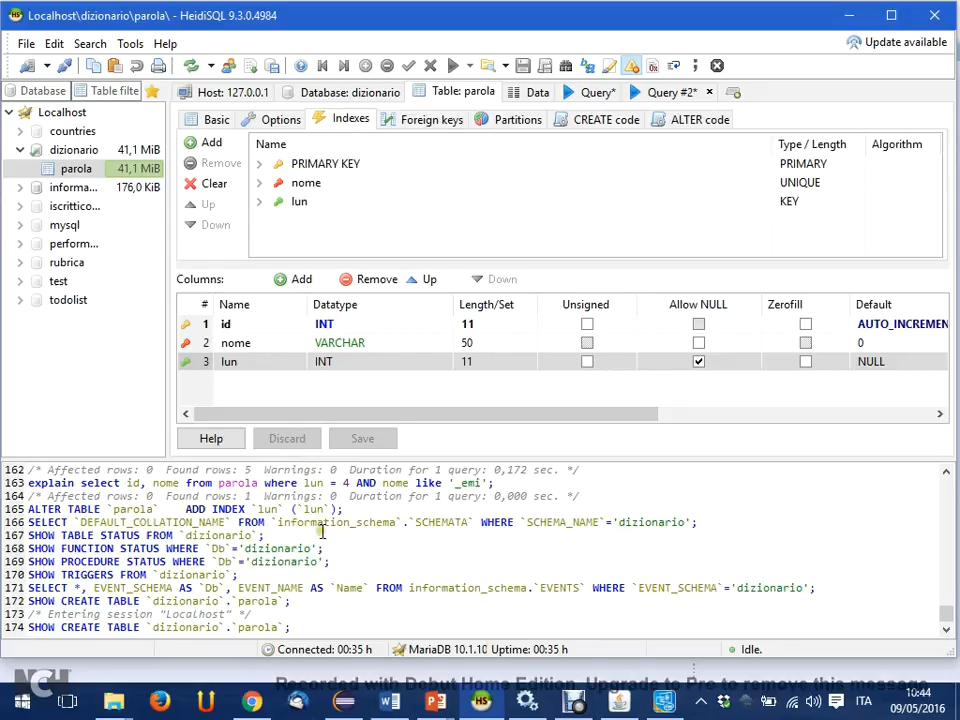 Localhost\dizionario\parola\ - HeidiSQL 9.3.0.4984
File Edit Search Tools Help
Update available
Database Table filte
Host: 127.0.0.1 Database: dizionario Table: parola Data Query* Query #2*
Localhost
countries
dizionario 41,1 MiB
parola 41,1 MiB
informa... 176,0 KiB
iscrittico...
mysql
perform...
rubrica
test
todolist
Basic Options Indexes Foreign keys Partitions CREATE code ALTER code
Add
Remove
Clear
Up
Down
Name Type / Length Algorithm
PRIMARY KEY PRIMARY
nome UNIQUE
lun KEY
Columns: Add Remove Up Down
# Name Datatype Length/Set Unsigned Allow NULL Zerofill Default
1 id INT 11 AUTO_INCREMEN
2 nome VARCHAR 50 0
3 lun INT 11 NULL
Help Discard Save
162 /* Affected rows: 0  Found rows: 5  Warnings: 0  Duration for 1 query: 0,172 sec. */
163 explain select id, nome from parola where lun = 4 AND nome like '_emi';
164 /* Affected rows: 0  Found rows: 1  Warnings: 0  Duration for 1 query: 0,000 sec. */
165 ALTER TABLE `parola`    ADD INDEX `lun` (`lun`);
166 SELECT `DEFAULT_COLLATION_NAME` FROM `information_schema`.`SCHEMATA` WHERE `SCHEMA_NAME`='dizionario';
167 SHOW TABLE STATUS FROM `dizionario`;
168 SHOW FUNCTION STATUS WHERE `Db`='dizionario';
169 SHOW PROCEDURE STATUS WHERE `Db`='dizionario';
170 SHOW TRIGGERS FROM `dizionario`;
171 SELECT *, EVENT_SCHEMA AS `Db`, EVENT_NAME AS `Name` FROM information_schema.`EVENTS` WHERE `EVENT_SCHEMA`='dizionario';
172 SHOW CREATE TABLE `dizionario`.`parola`;
173 /* Entering session "Localhost" */
174 SHOW CREATE TABLE `dizionario`.`parola`;
Connected: 00:35 h MariaDB 10.1.10 Uptime: 00:35 h Idle.
NCH
Recorded with Debut Home Edition. Upgrade to Pro to remove this message
ITA
10:44
09/05/2016